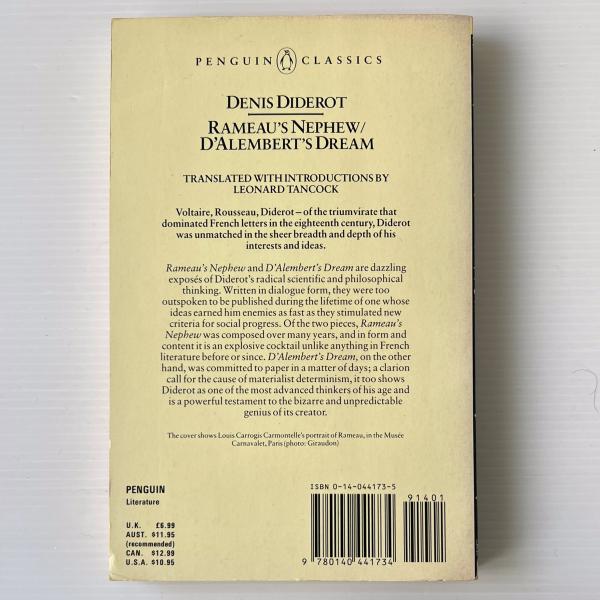 PENGUIN CLASSICS
DENIS DIDEROT
RAMEAU'S NEPHEW/
D'ALEMBERT'S DREAM
TRANSLATED WITH INTRODUCTIONS BY
LEONARD TANCOCK
Voltaire, Rousseau, Diderot – of the triumvirate that
dominated French letters in the eighteenth century, Diderot
was unmatched in the sheer breadth and depth of his
interests and ideas.
Rameau's Nephew and D'Alembert's Dream are dazzling
exposés of Diderot's radical scientific and philosophical
thinking. Written in dialogue form, they were too
outspoken to be published during the lifetime of one whose
ideas earned him enemies as fast as they stimulated new
criteria for social progress. Of the two pieces, Rameau's
Nephew was composed over many years, and in form and
content it is an explosive cocktail unlike anything in French
literature before or since. D'Alembert's Dream, on the other
hand, was committed to paper in a matter of days; a clarion
call for the cause of materialist determinism, it too shows
Diderot as one of the most advanced thinkers of his age and
is a powerful testament to the bizarre and unpredictable
genius of its creator.
The cover shows Louis Carrogis Carmontelle's portrait of Rameau, in the Musée
Carnavalet, Paris (photo: Giraudon)
PENGUIN
Literature
U.K. £6.99
AUST. $11.95
(recommended)
CAN. $12.99
U.S.A. $10.95
ISBN 0-14-044173-5
91401
9 780140 441734